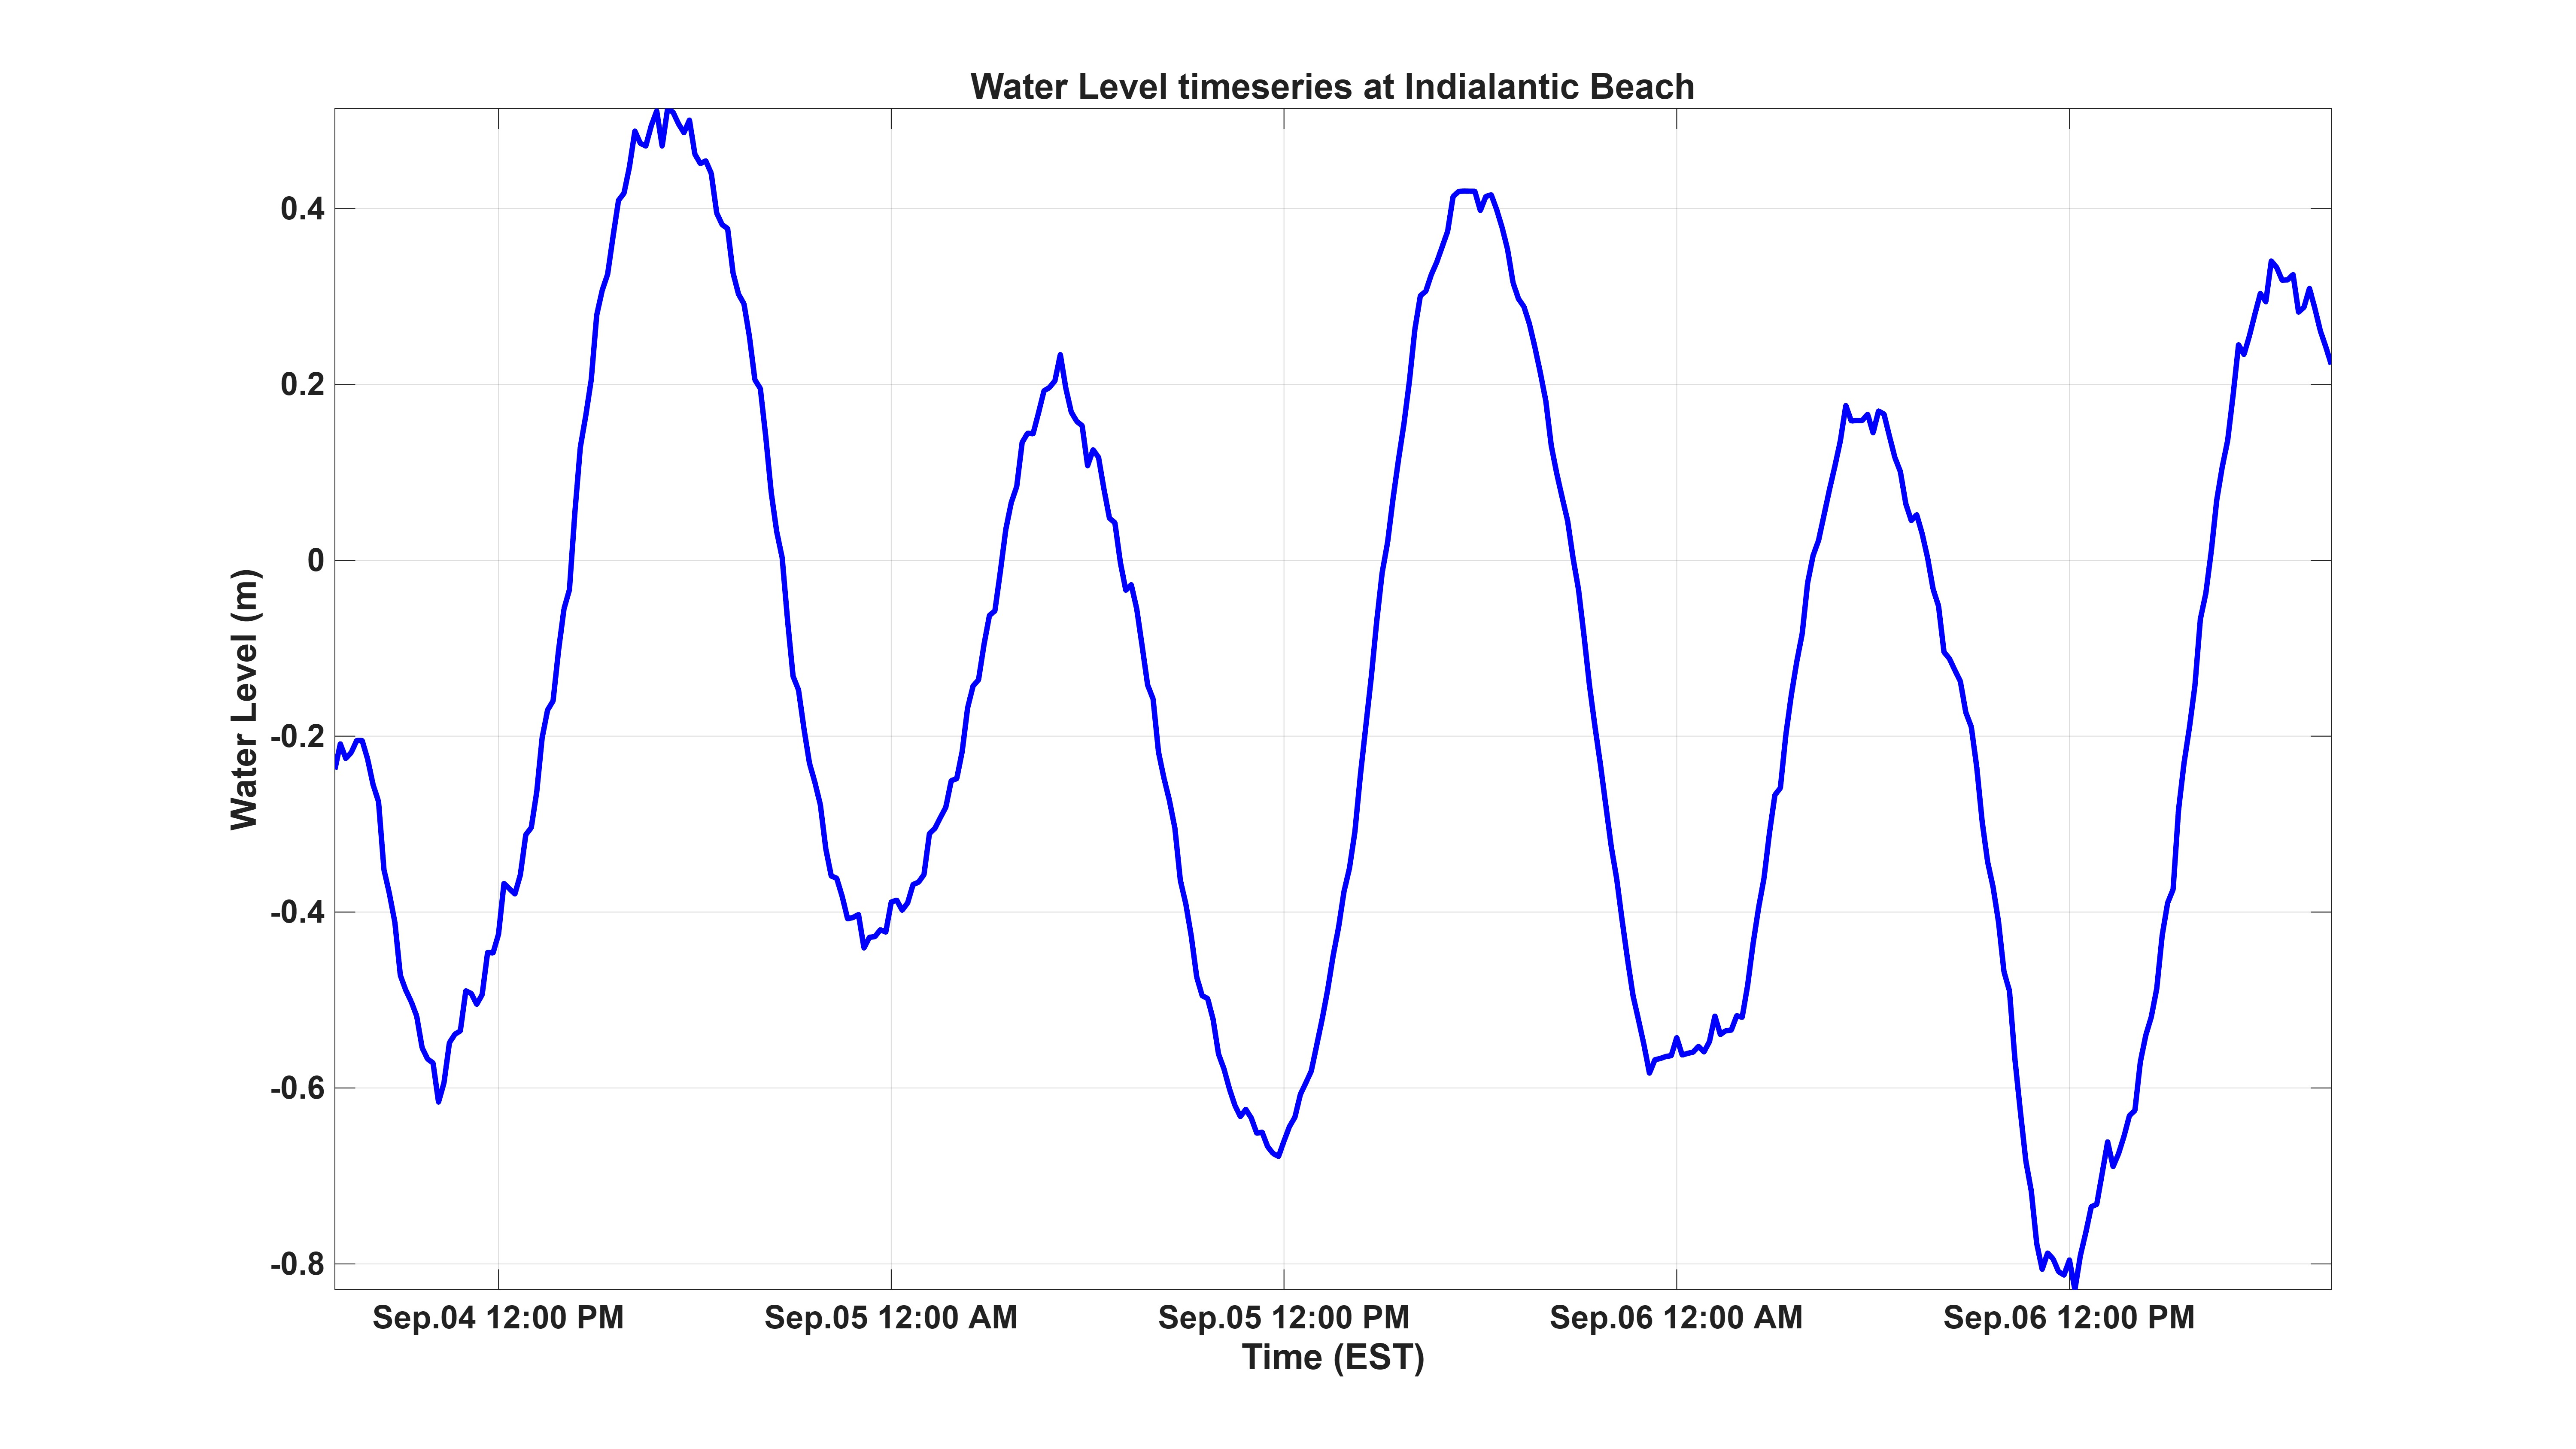 Water Level timeseries at Indialantic Beach
Water Level (m)
0.4
0.2
0
-0.2
-0.4
-0.6
-0.8
Sep.04 12:00 PM
Sep.05 12:00 AM
Sep.05 12:00 PM
Sep.06 12:00 AM
Sep.06 12:00 PM
Time (EST)